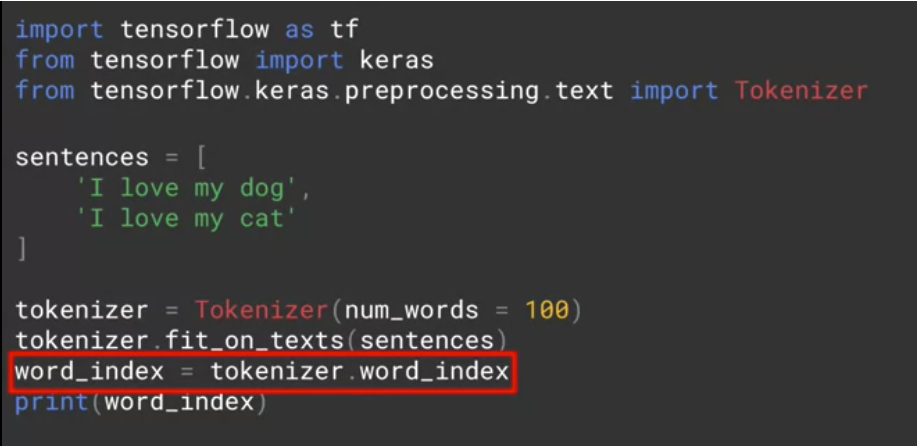 import tensorflow as tf
from tensorflow import keras
from tensorflow.keras.preprocessing.text import Tokenizer
sentences = [
    'I love my dog',
    'I love my cat'
]
tokenizer = Tokenizer(num_words = 100)
tokenizer.fit_on_texts(sentences)
word_index = tokenizer.word_index
print(word_index)